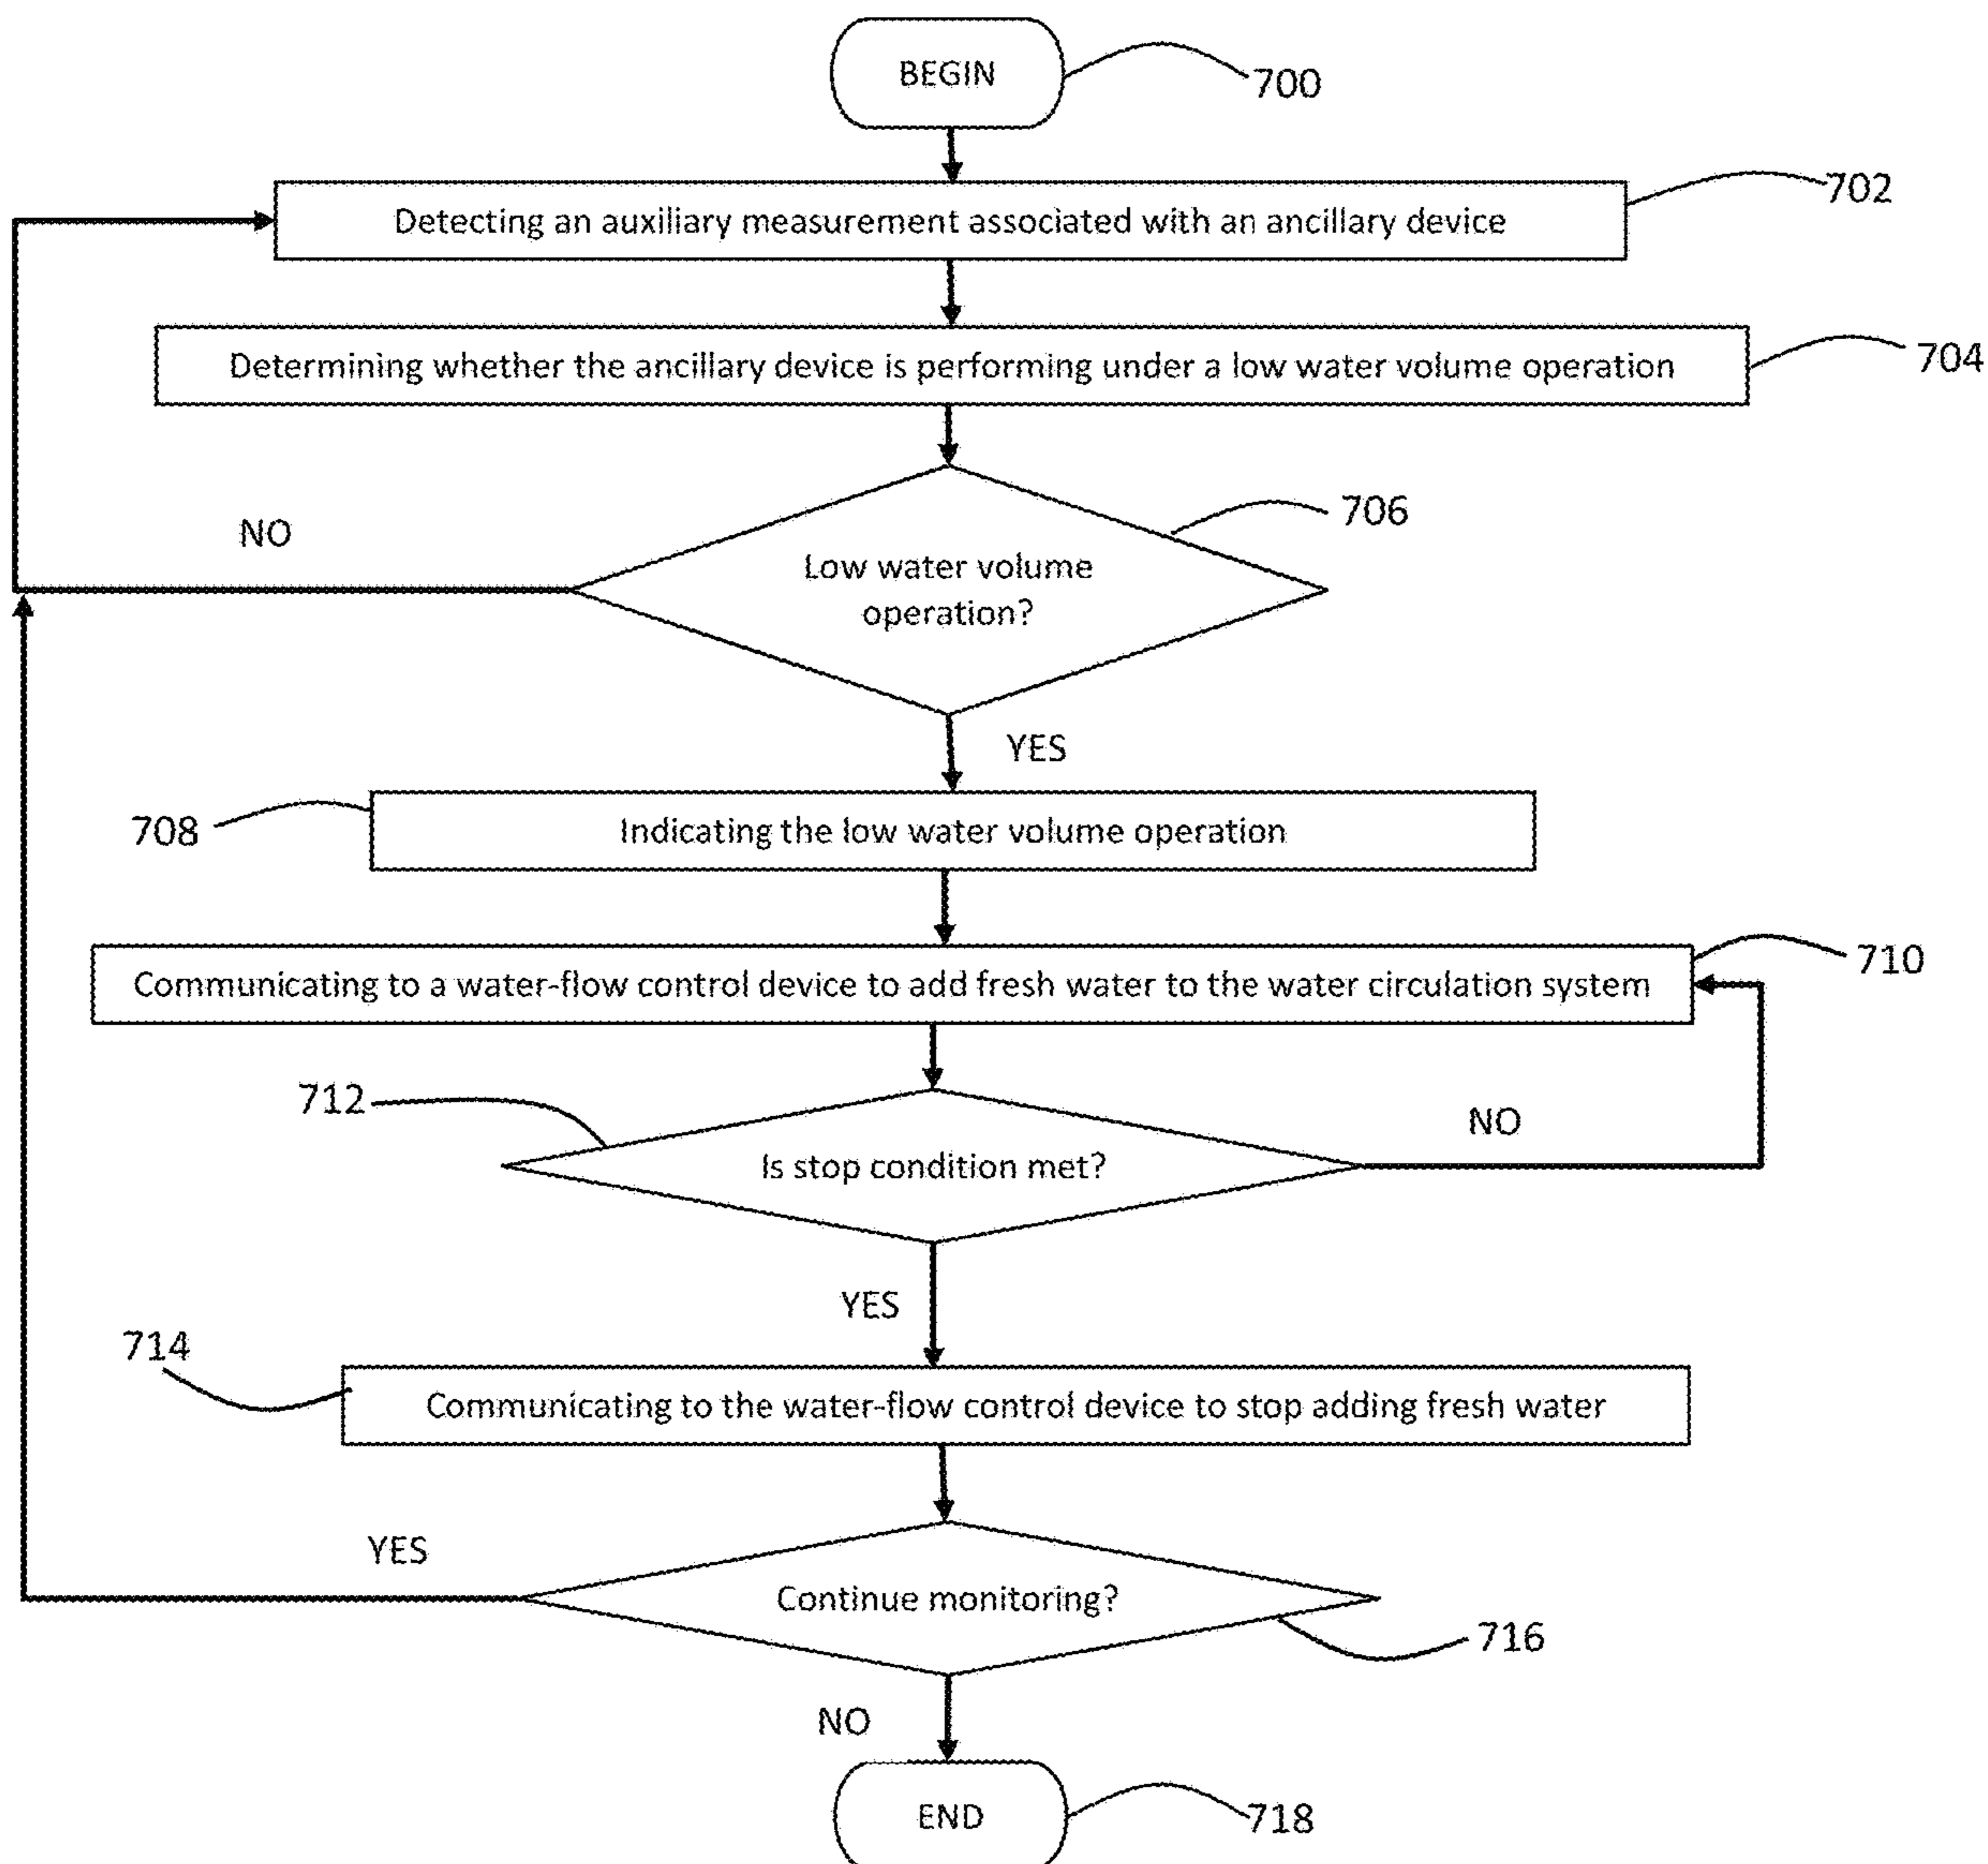 BEGIN
700
702
Detecting an auxiliary measurement associated with an ancillary device
704
Determining whether the ancillary device is performing under a low water volume operation
706
NO
Low water volume
operation?
YES
708
Indicating the low water volume operation
710
Communicating to a water-flow control device to add fresh water to the water circulation system
712
NO
Is stop condition met?
YES
714
Communicating to the water-flow control device to stop adding fresh water
YES
Continue monitoring?
716
NO
END
718